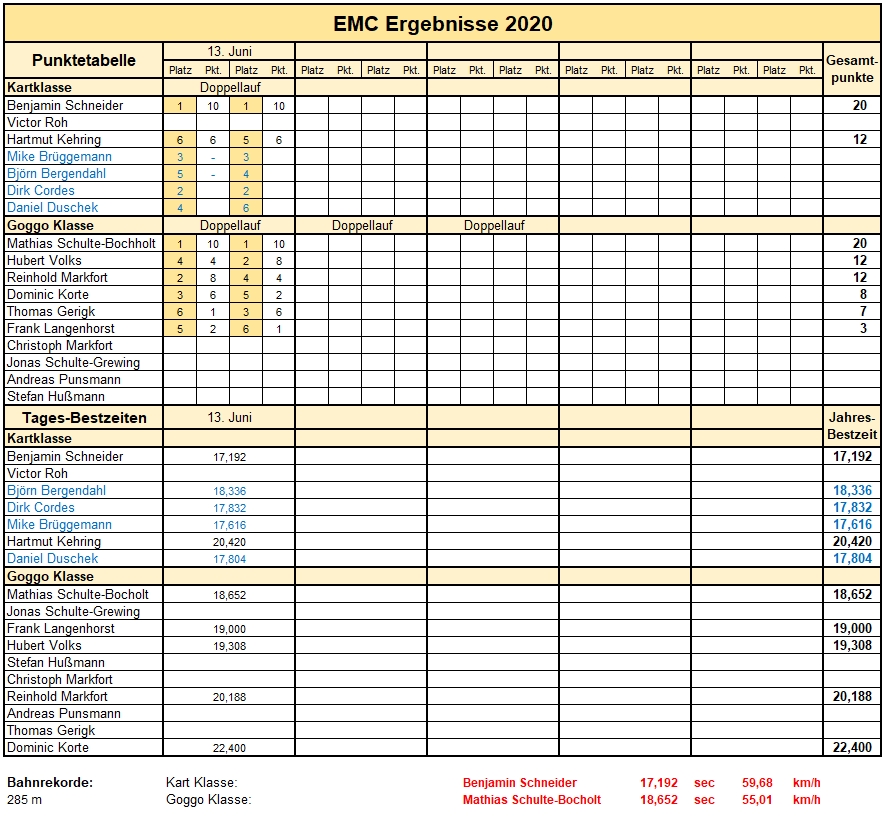 EMC Ergebnisse 2020
Punktetabelle 13. Juni Gesamt-
Platz Pkt. Platz Pkt. Platz Pkt. Platz Pkt. Platz Pkt. Platz Pkt. Platz Pkt. Platz Pkt. Platz Pkt. Platz Pkt. punkte
Kartklasse Doppellauf
Benjamin Schneider 1 10 1 10 20
Victor Roh
Hartmut Kehring 6 6 5 6 12
Mike Brüggemann 3 - 3
Björn Bergendahl 5 - 4
Dirk Cordes 2 2
Daniel Duschek 4 6
Goggo Klasse Doppellauf Doppellauf Doppellauf
Mathias Schulte-Bochholt 1 10 1 10 20
Hubert Volks 4 4 2 8 12
Reinhold Markfort 2 8 4 4 12
Dominic Korte 3 6 5 2 8
Thomas Gerigk 6 1 3 6 7
Frank Langenhorst 5 2 6 1 3
Christoph Markfort
Jonas Schulte-Grewing
Andreas Punsmann
Stefan Hußmann
Tages-Bestzeiten 13. Juni Jahres-
Kartklasse Bestzeit
Benjamin Schneider 17,192 17,192
Victor Roh
Björn Bergendahl 18,336 18,336
Dirk Cordes 17,832 17,832
Mike Brüggemann 17,616 17,616
Hartmut Kehring 20,420 20,420
Daniel Duschek 17,804 17,804
Goggo Klasse
Mathias Schulte-Bocholt 18,652 18,652
Jonas Schulte-Grewing
Frank Langenhorst 19,000 19,000
Hubert Volks 19,308 19,308
Stefan Hußmann
Christoph Markfort
Reinhold Markfort 20,188 20,188
Andreas Punsmann
Thomas Gerigk
Dominic Korte 22,400 22,400
Bahnrekorde: Kart Klasse: Benjamin Schneider 17,192 sec 59,68 km/h
285 m Goggo Klasse: Mathias Schulte-Bocholt 18,652 sec 55,01 km/h